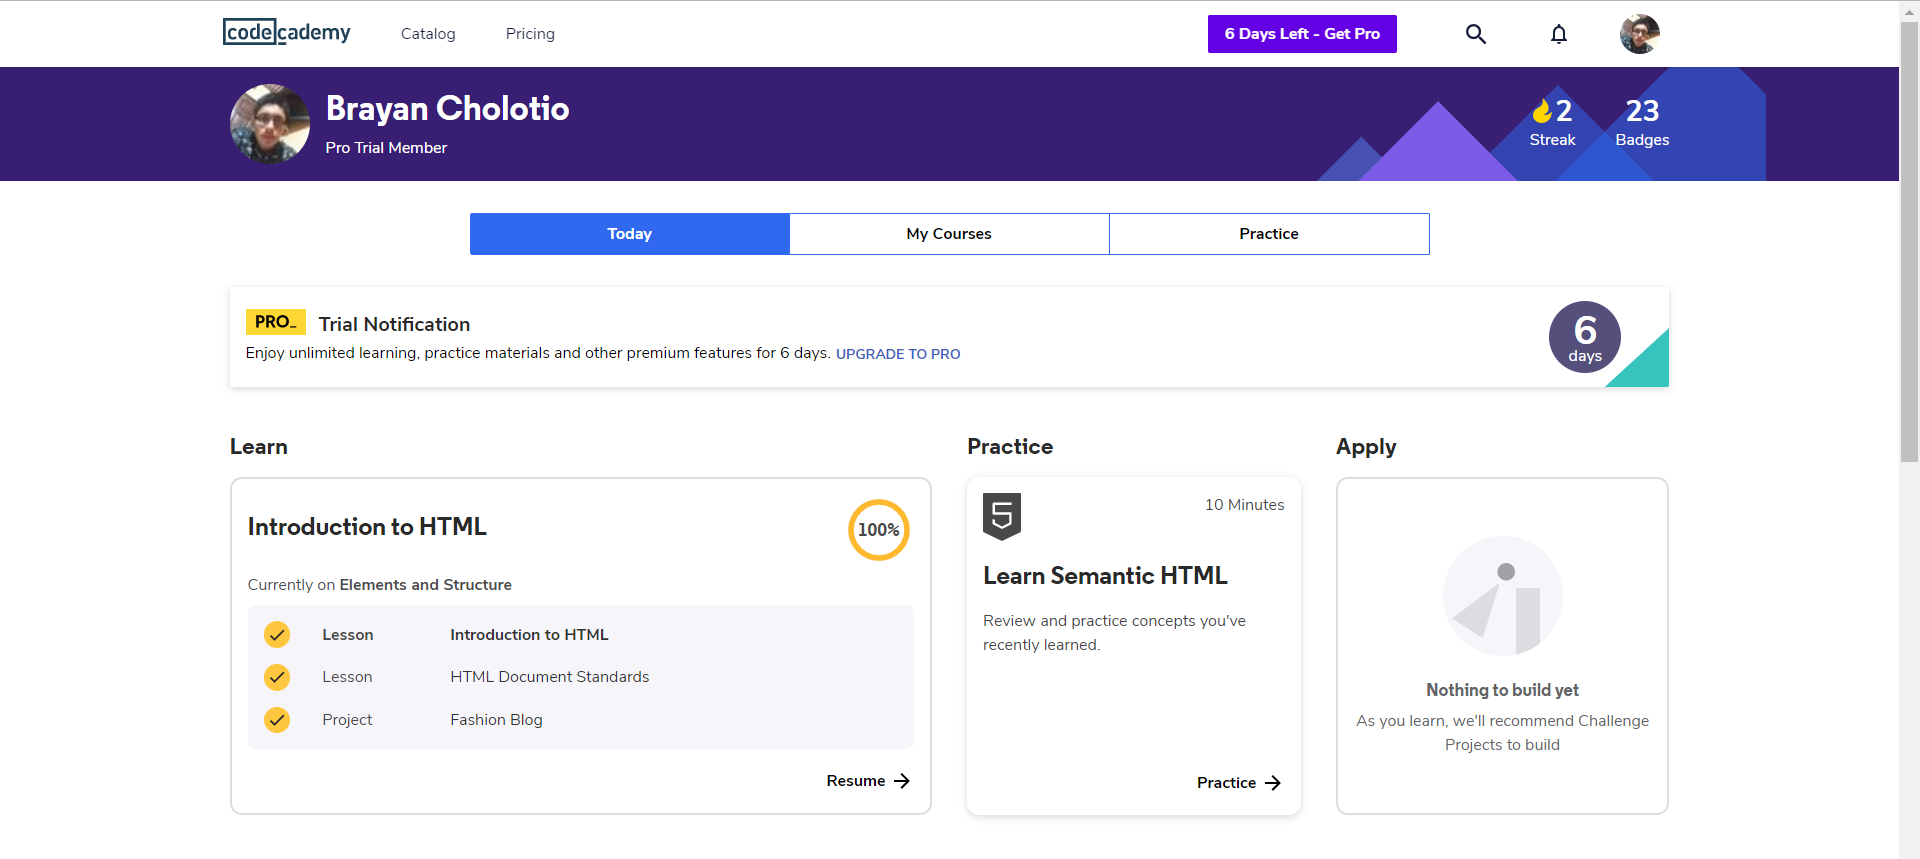 codecademy
Catalog
Pricing
6 Days Left - Get Pro
Brayan Cholotio
Pro Trial Member
2
Streak
23
Badges
Today
My Courses
Practice
PRO_
Trial Notification
Enjoy unlimited learning, practice materials and other premium features for 6 days. UPGRADE TO PRO
6
days
Learn
Introduction to HTML
100%
Currently on Elements and Structure
Lesson
Introduction to HTML
Lesson
HTML Document Standards
Project
Fashion Blog
Resume
Practice
5
10 Minutes
Learn Semantic HTML
Review and practice concepts you've
recently learned.
Practice
Apply
Nothing to build yet
As you learn, we'll recommend Challenge
Projects to build